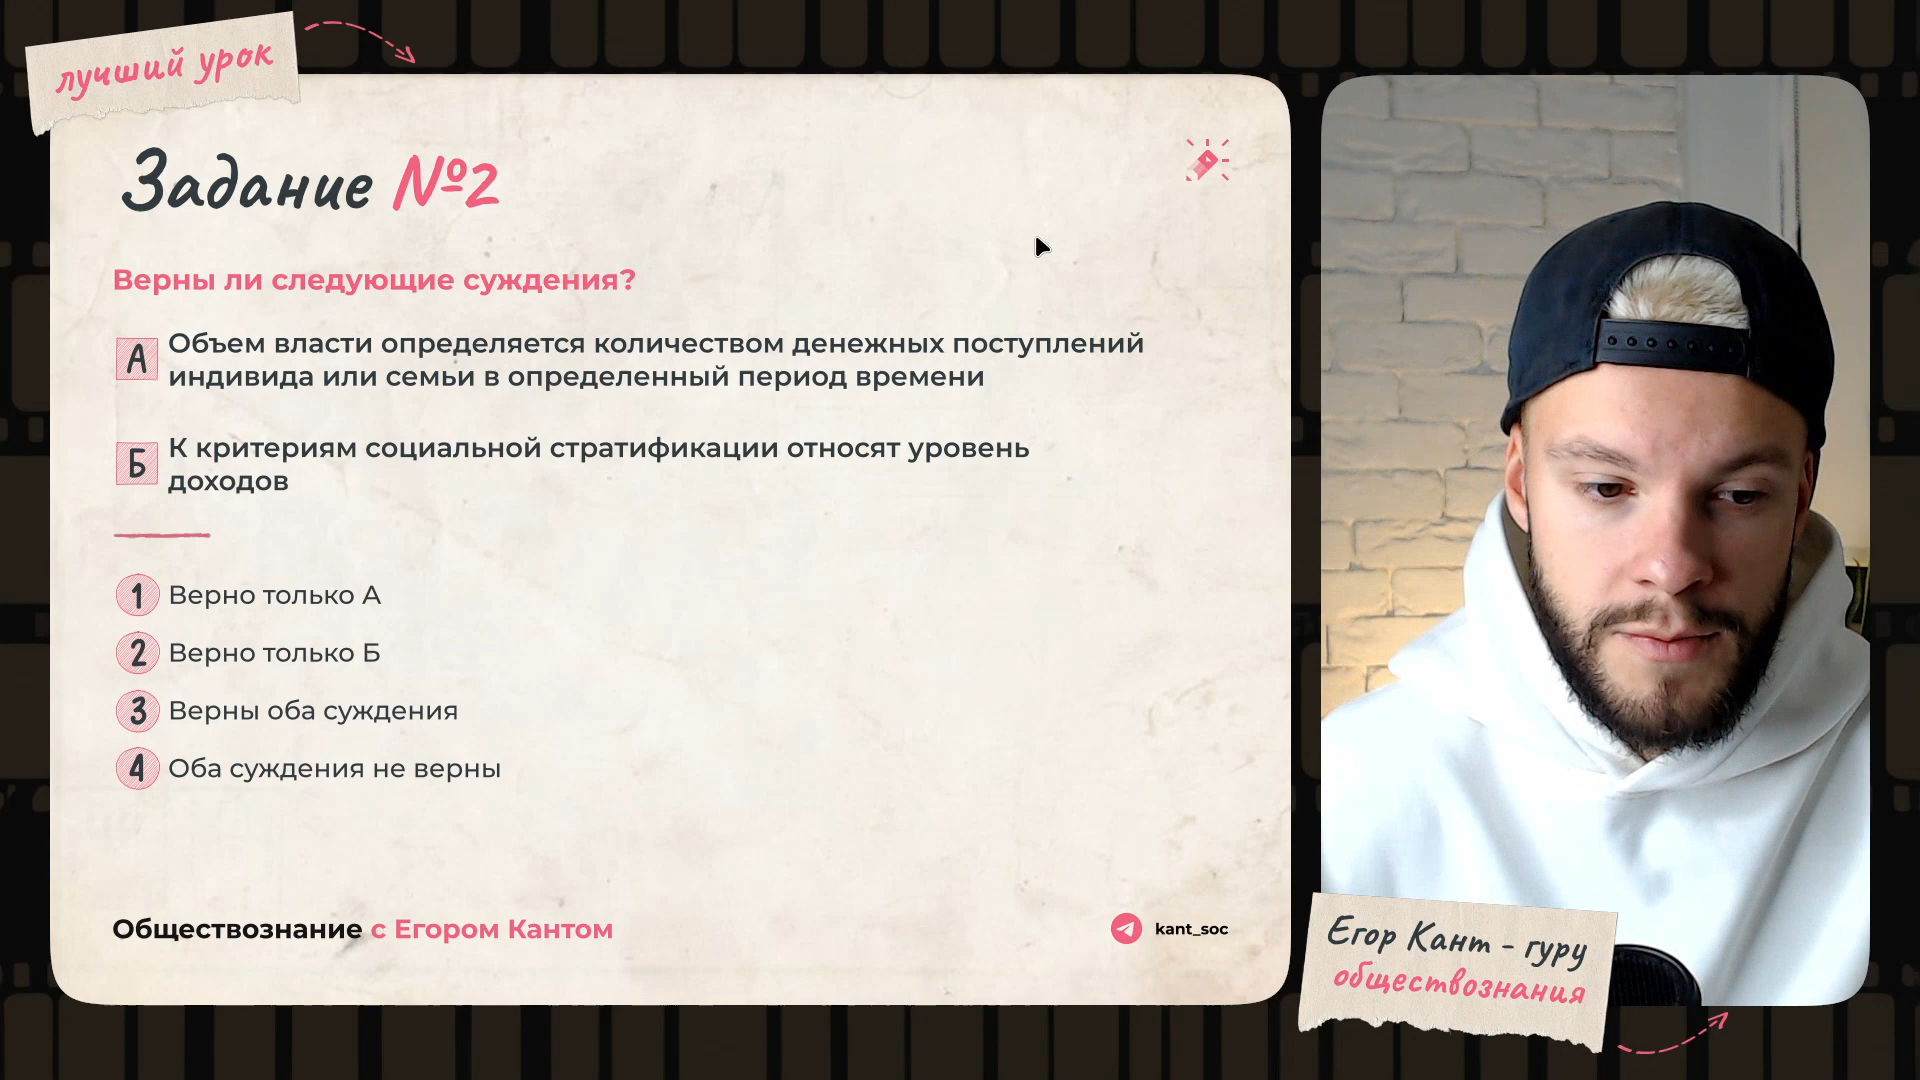 лучший урок
Задание №2
Верны ли следующие суждения?
А
Объем власти определяется количеством денежных поступлений
индивида или семьи в определенный период времени
Б
К критериям социальной стратификации относят уровень
доходов
1 Верно только А
2 Верно только Б
3 Верны оба суждения
4 Оба суждения не верны
Обществознание с Егором Кантом
kant_soc
Егор Кант - гуру
обществознания